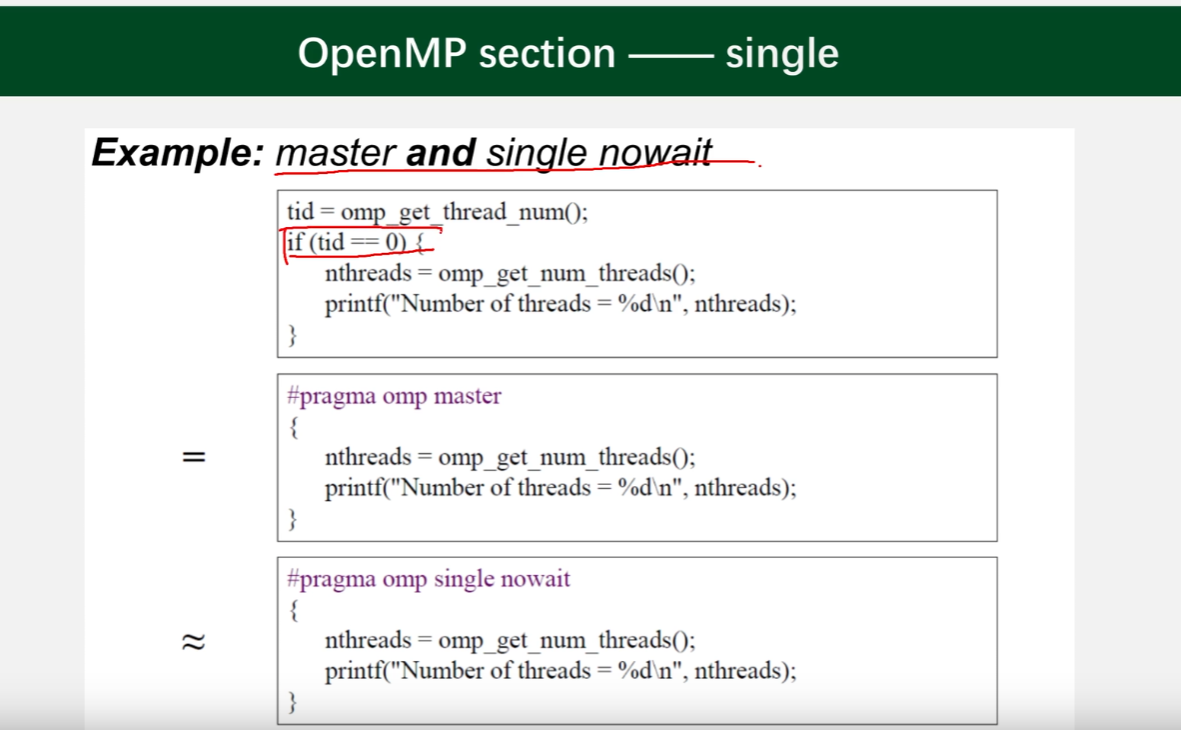 OpenMP section —— single
Example: master and single nowait
tid = omp_get_thread_num();
if (tid == 0) {
nthreads = omp_get_num_threads();
printf("Number of threads = %d\n", nthreads);
}
=
#pragma omp master
{
nthreads = omp_get_num_threads();
printf("Number of threads = %d\n", nthreads);
}
≈
#pragma omp single nowait
{
nthreads = omp_get_num_threads();
printf("Number of threads = %d\n", nthreads);
}